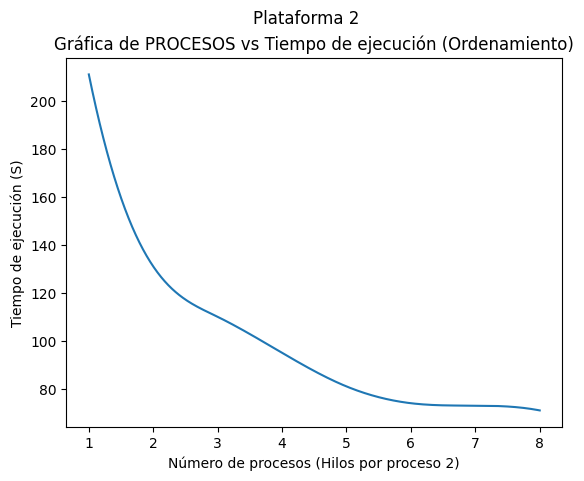 Plataforma 2
Gráfica de PROCESOS vs Tiempo de ejecución (Ordenamiento)
Tiempo de ejecución (S)
200
180
160
140
120
100
80
1 2 3 4 5 6 7 8
Número de procesos (Hilos por proceso 2)